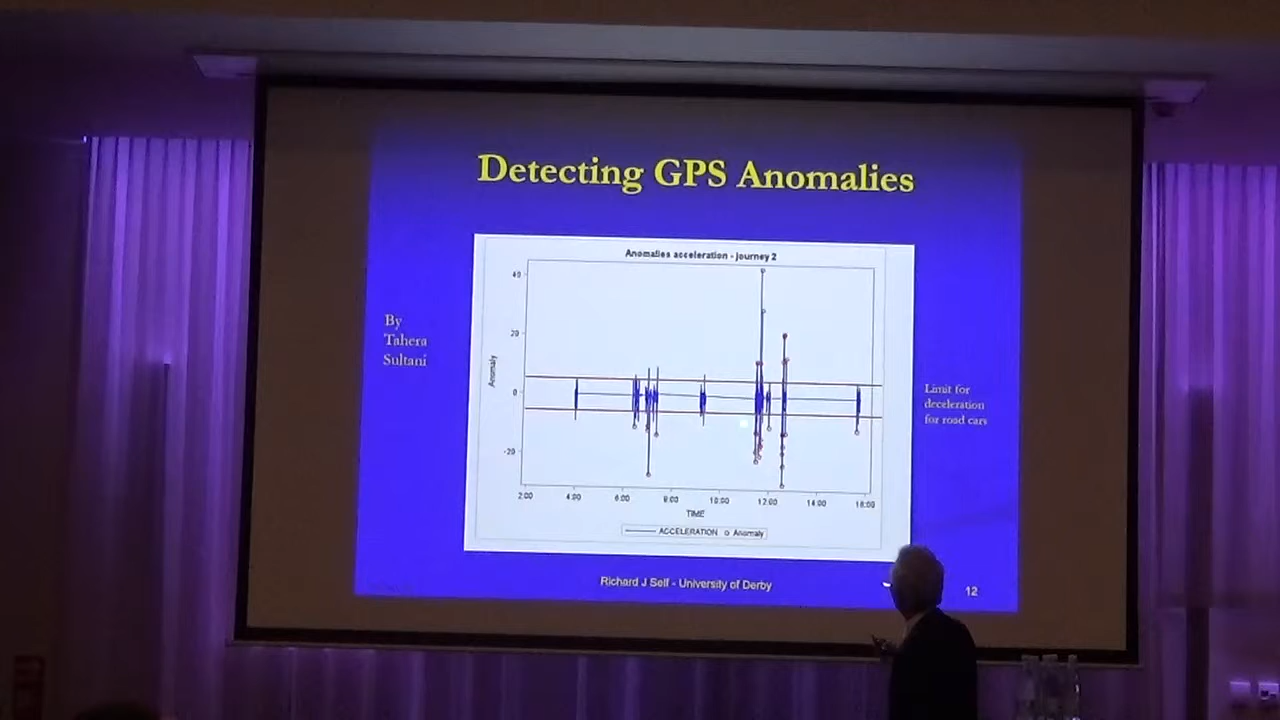 Detecting GPS Anomalies
By
Tahera
Sultani
Anomalies acceleration - journey 2
Anomaly
40
20
0
-20
2:00 4:00 6:00 8:00 10:00 12:00 14:00 16:00
TIME
ACCELERATION Anomaly
Limit for
deceleration
for road cars
Richard J Self - University of Derby
12